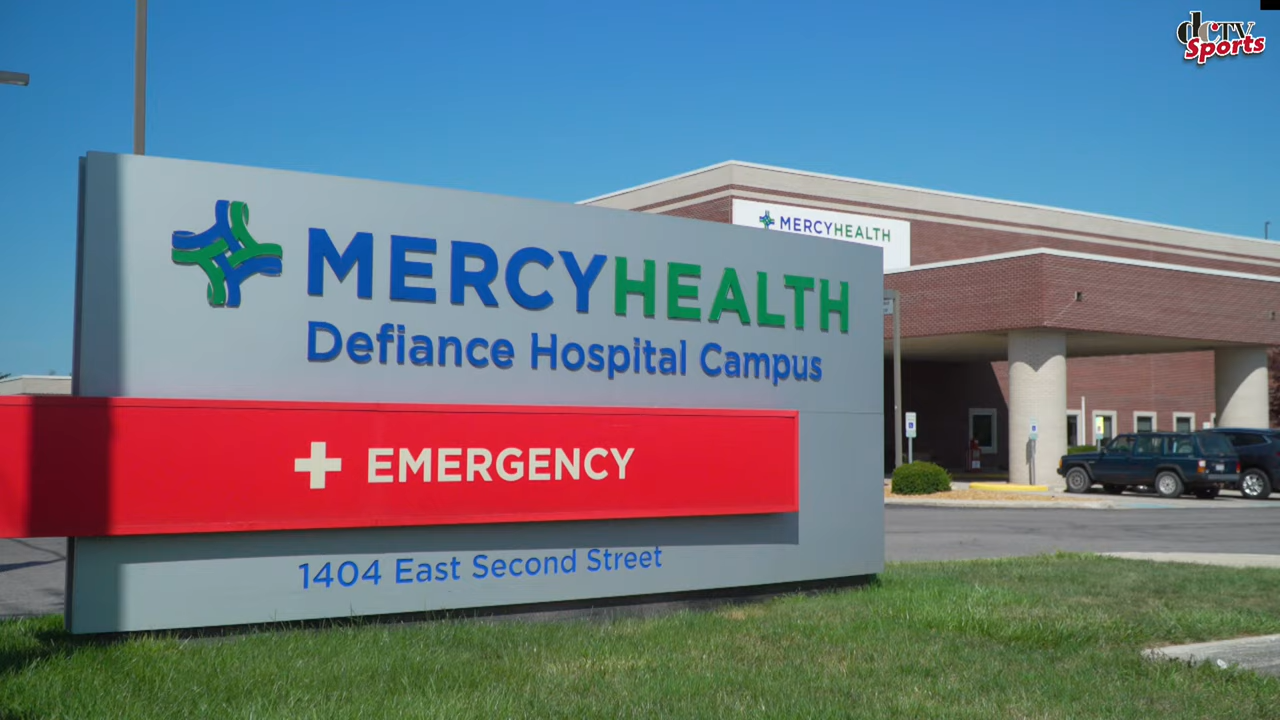 dcTV
Sports
MERCYHEALTH
MERCYHEALTH
Defiance Hospital Campus
EMERGENCY
1404 East Second Street